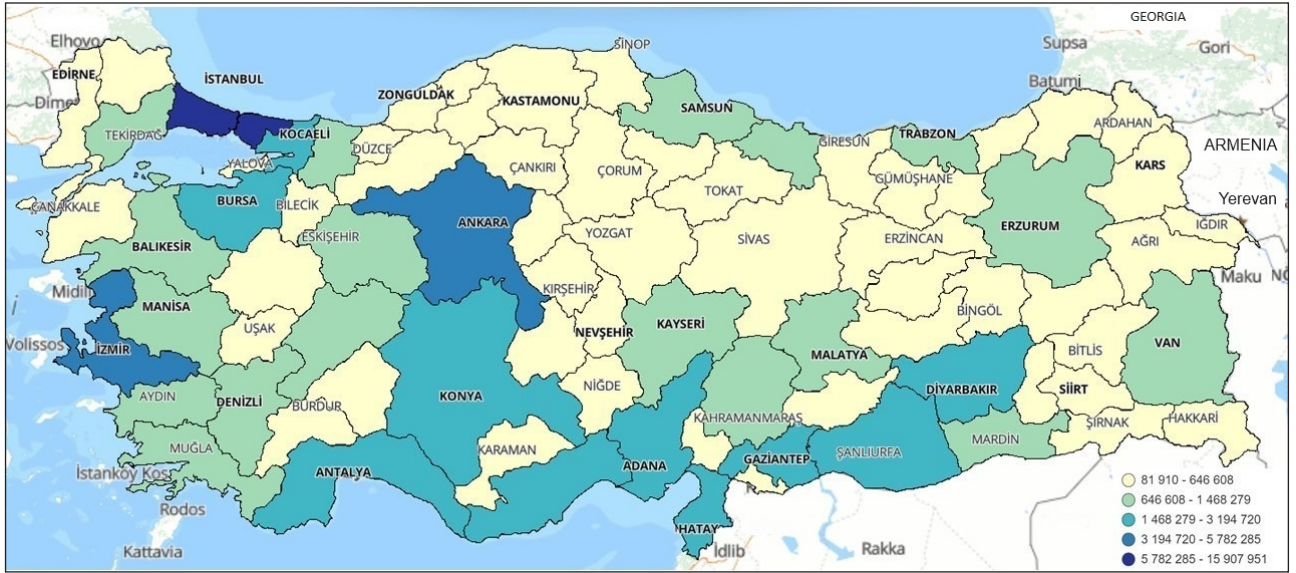 GEORGIA
SİNOP
Elhovo
Supsa
Gori
EDİRNE
İSTANBUL
Batumi
ZONGULDAK
KASTAMONU
SAMSUN
Dimet
ARDAHAN
TEKİRDAĞ
KOCAELİ
GİRESUN
TRABZON
ARMENIA
DÜZCE
YALOVA
ÇANKIRI
ÇORUM
KARS
GÜMÜŞHANE
TOKAT
Yerevan
ÇANAKKALE
BURSA
BİLECİK
ANKARA
IĞDIR
ERZURUM
ESKİŞEHİR
YOZGAT
SİVAS
ERZİNCAN
AĞRI
BALIKESİR
Maku
Midill
KIRŞEHİR
MANİSA
BİNGÖL
UŞAK
KAYSERİ
NEVŞEHİR
Volissos
İZMİR
VAN
BİTLİS
MALATYA
NİĞDE
DİYARBAKIR
SİİRT
AYDIN
DENİZLİ
BURDUR
KONYA
KAHRAMANMARAŞ
HAKKARİ
ŞIRNAK
MARDİN
MUĞLA
KARAMAN
ŞANLIURFA
GAZİANTEP
ADANA
İstanköy Kos
ANTALYA
81 910 - 646 608
646 608 - 1 468 279
Rodos
1 468 279 - 3 194 720
HATAY
3 194 720 - 5 782 285
Kattavia
İdlib
Rakka
5 782 285 - 15 907 951